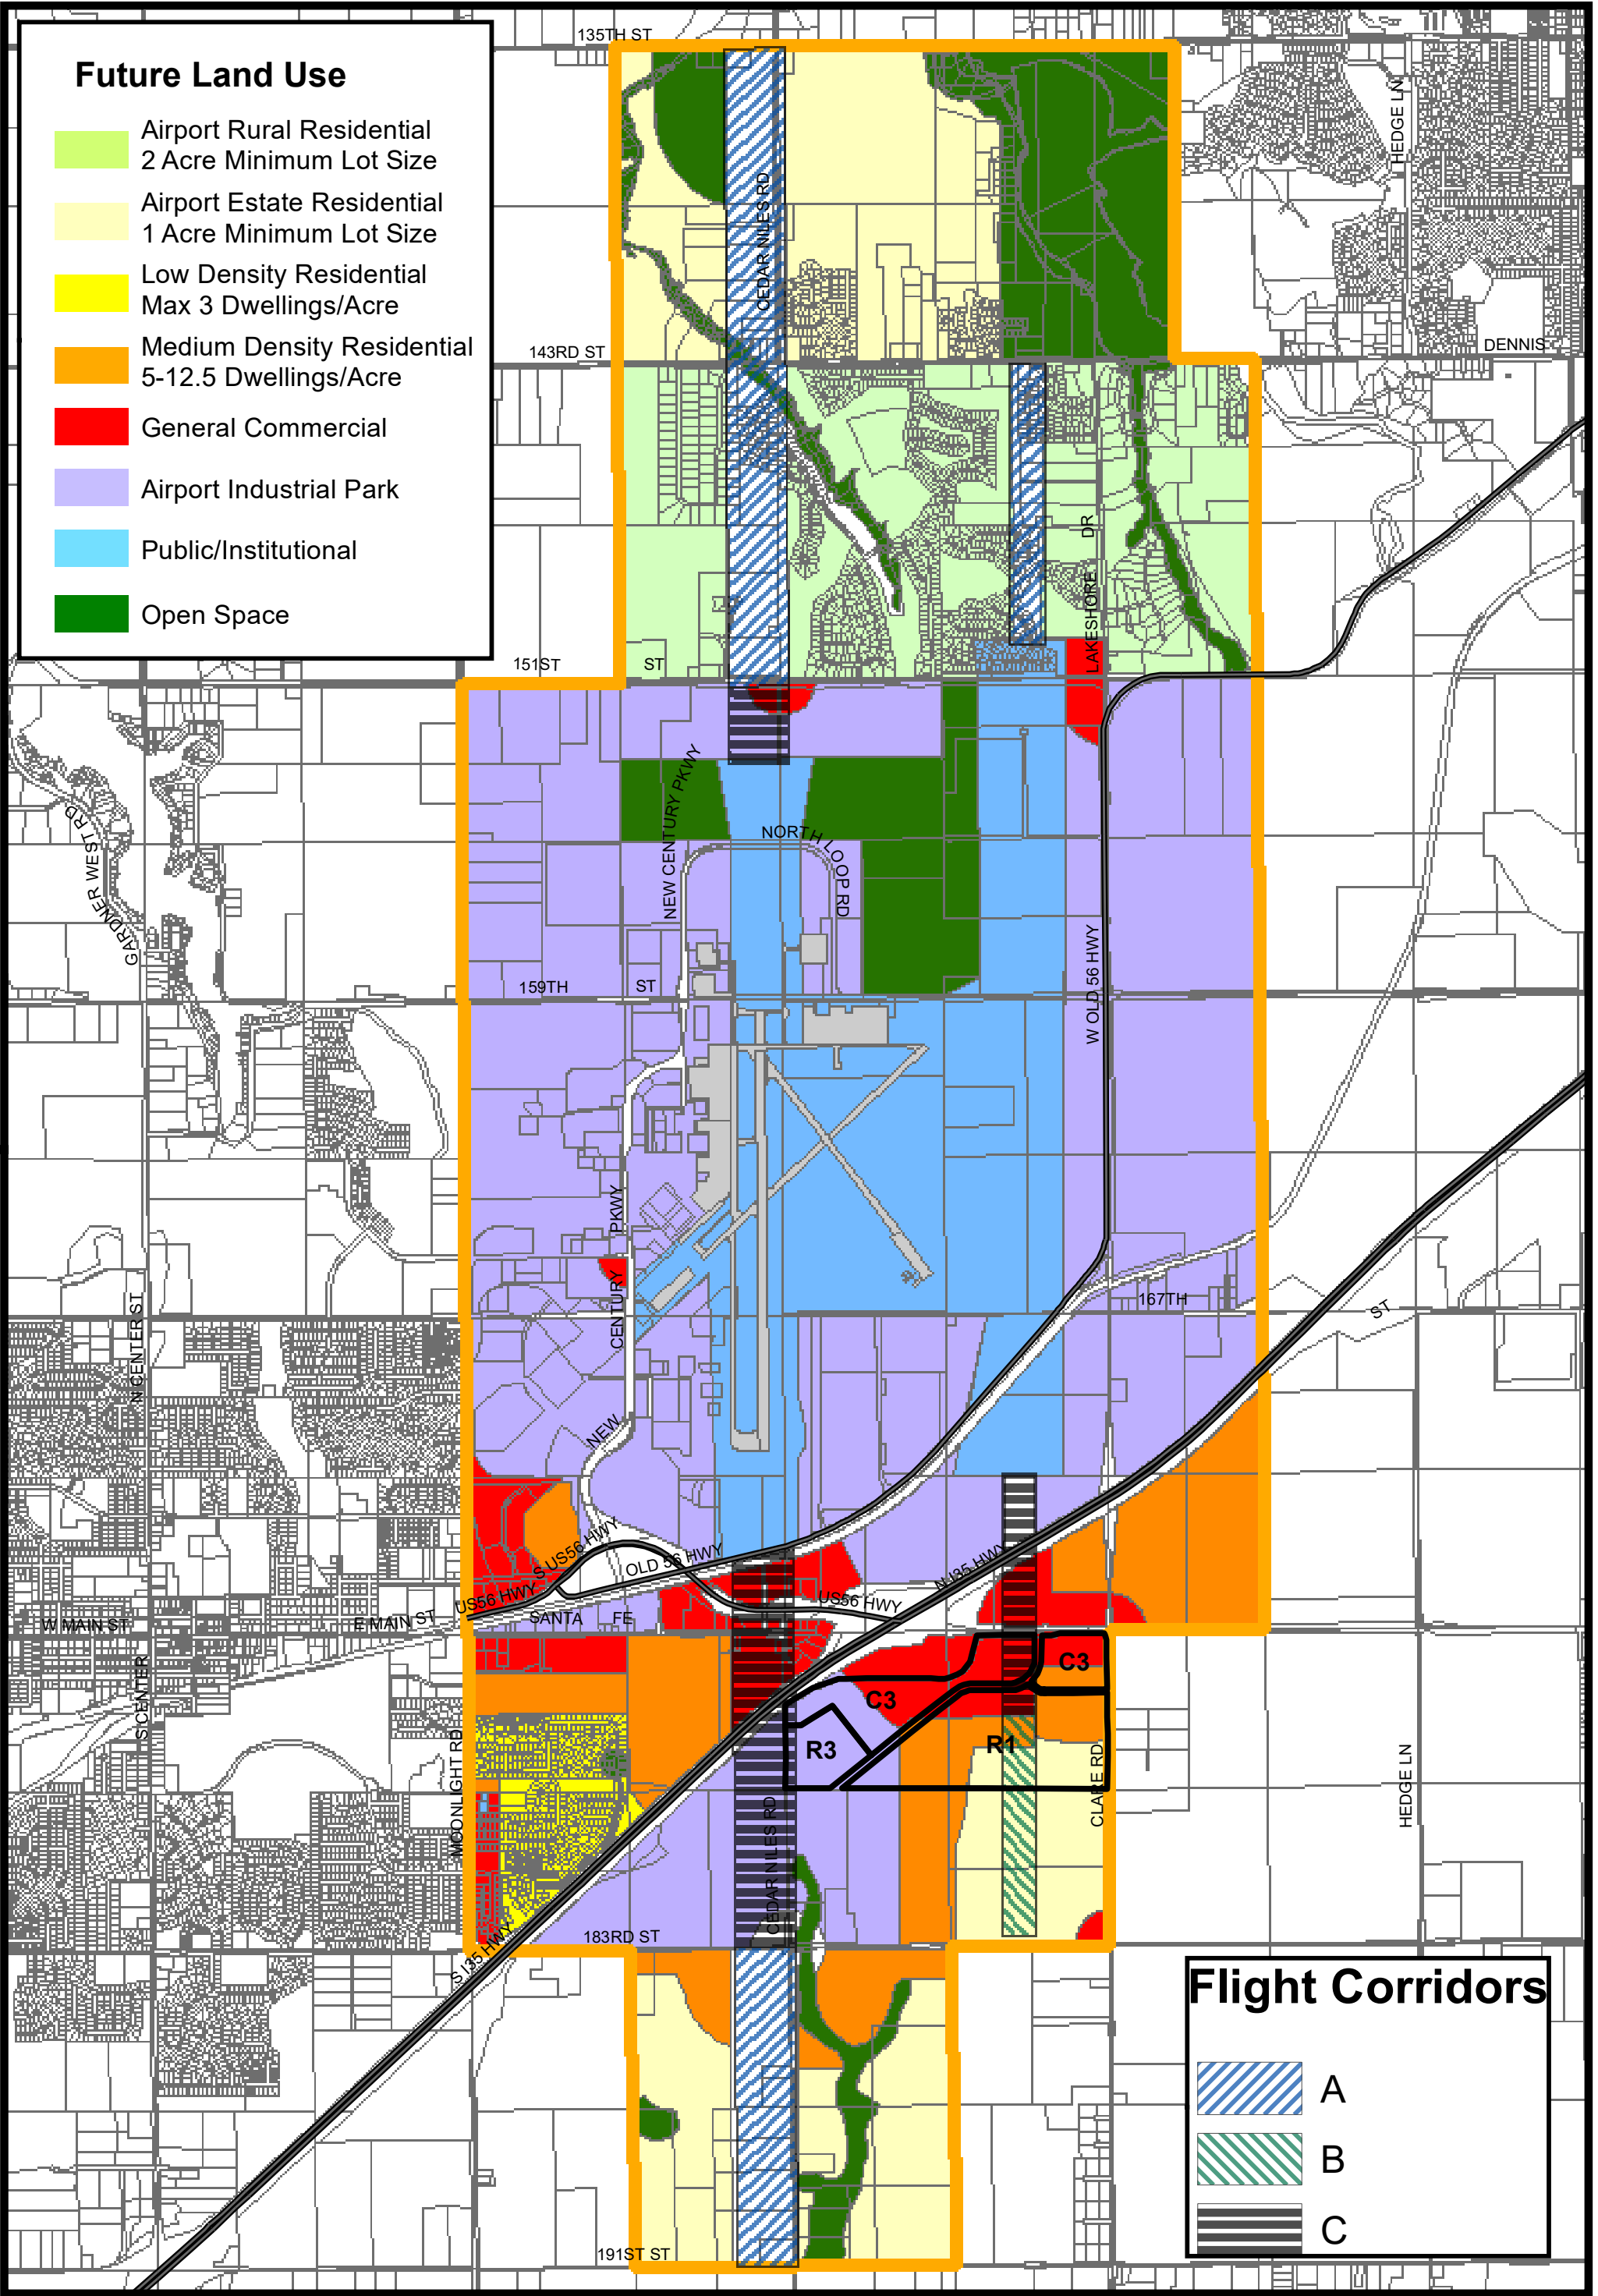 135TH ST
Future Land Use
Airport Rural Residential
2 Acre Minimum Lot Size
Airport Estate Residential
1 Acre Minimum Lot Size
Low Density Residential
Max 3 Dwellings/Acre
Medium Density Residential
5-12.5 Dwellings/Acre
General Commercial
Airport Industrial Park
Public/Institutional
Open Space
HEDGE LN
CEDAR NILES RD
143RD ST
DENNIS
LAKESHORE DR
151ST ST
NEW CENTURY PKWY
NORTH LOOP RD
GARDNER WEST RD
W OLD 56 HWY
159TH ST
NEW CENTURY PKWY
N CENTER ST
167TH ST
S US56 HWY
OLD 56 HWY
US56 HWY
US56 HWY
N I35 HWY
W MAIN ST
E MAIN ST
SANTA FE
S CENTER
C3
C3
R3
R1
MOONLIGHT RD
CEDAR NILES RD
CLARE RD
HEDGE LN
183RD ST
S I35 HWY
Flight Corridors
A
B
C
191ST ST